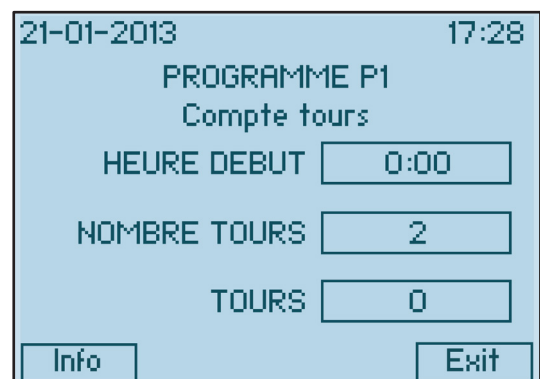 21-01-2013 17:28
PROGRAMME P1
Compte tours
HEURE DEBUT 0:00
NOMBRE TOURS 2
TOURS 0
Info Exit